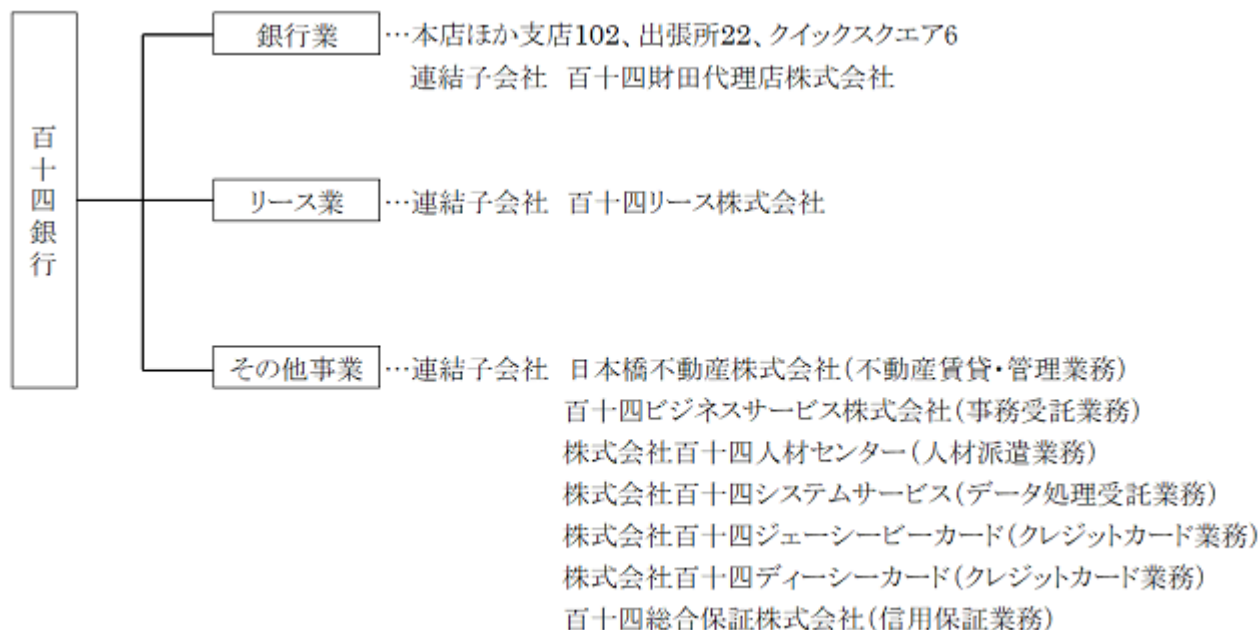 百十四銀行
銀行業 …本店ほか支店102、出張所22、クイックスクエア6
連結子会社 百十四財田代理店株式会社
リース業 …連結子会社 百十四リース株式会社
その他事業 …連結子会社 日本橋不動産株式会社(不動産賃貸・管理業務)
百十四ビジネスサービス株式会社(事務受託業務)
株式会社百十四人材センター(人材派遣業務)
株式会社百十四システムサービス(データ処理受託業務)
株式会社百十四ジェーシービーカード(クレジットカード業務)
株式会社百十四ディーシーカード(クレジットカード業務)
百十四総合保証株式会社(信用保証業務)